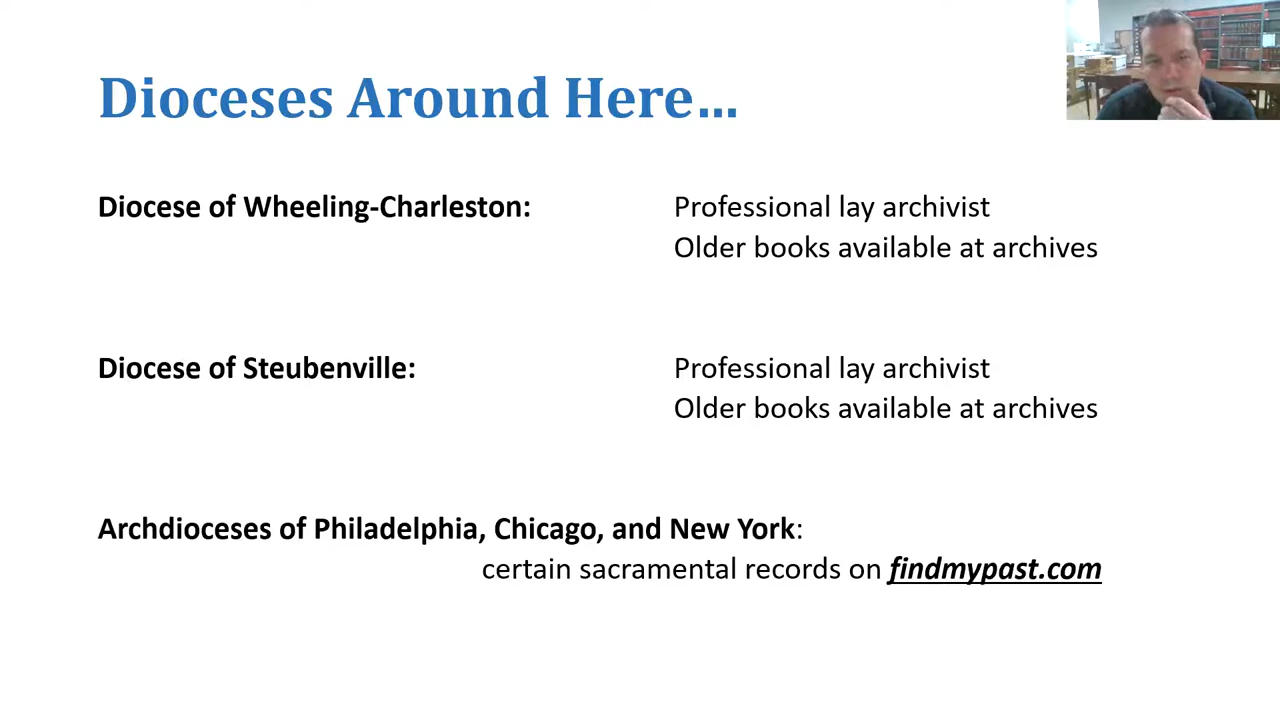 Dioceses Around Here…
Diocese of Wheeling-Charleston: Professional lay archivist
Older books available at archives
Diocese of Steubenville: Professional lay archivist
Older books available at archives
Archdioceses of Philadelphia, Chicago, and New York:
certain sacramental records on findmypast.com